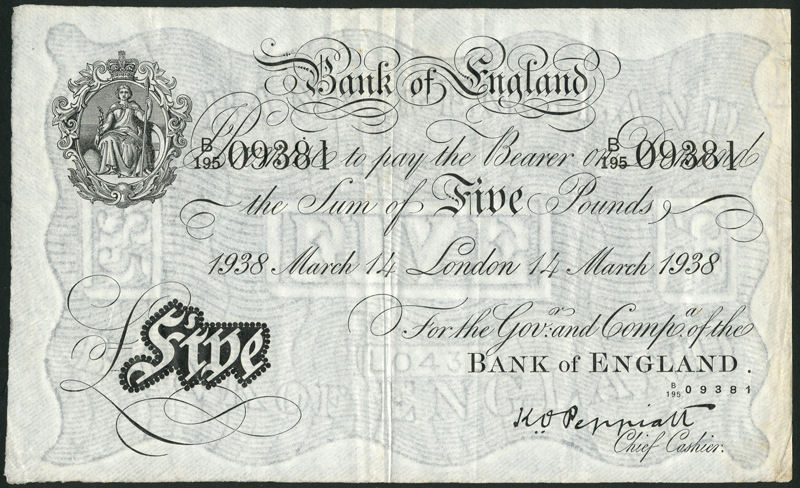 Bank of England
B/195 09381 to pay the Bearer on Demand B/195 09381
the Sum of Five Pounds
1938 March 14 London 14 March 1938
For the Govr. and Compa. of the
BANK of ENGLAND.
Five
B/195 09381
K.O. Peppiatt
Chief Cashier.